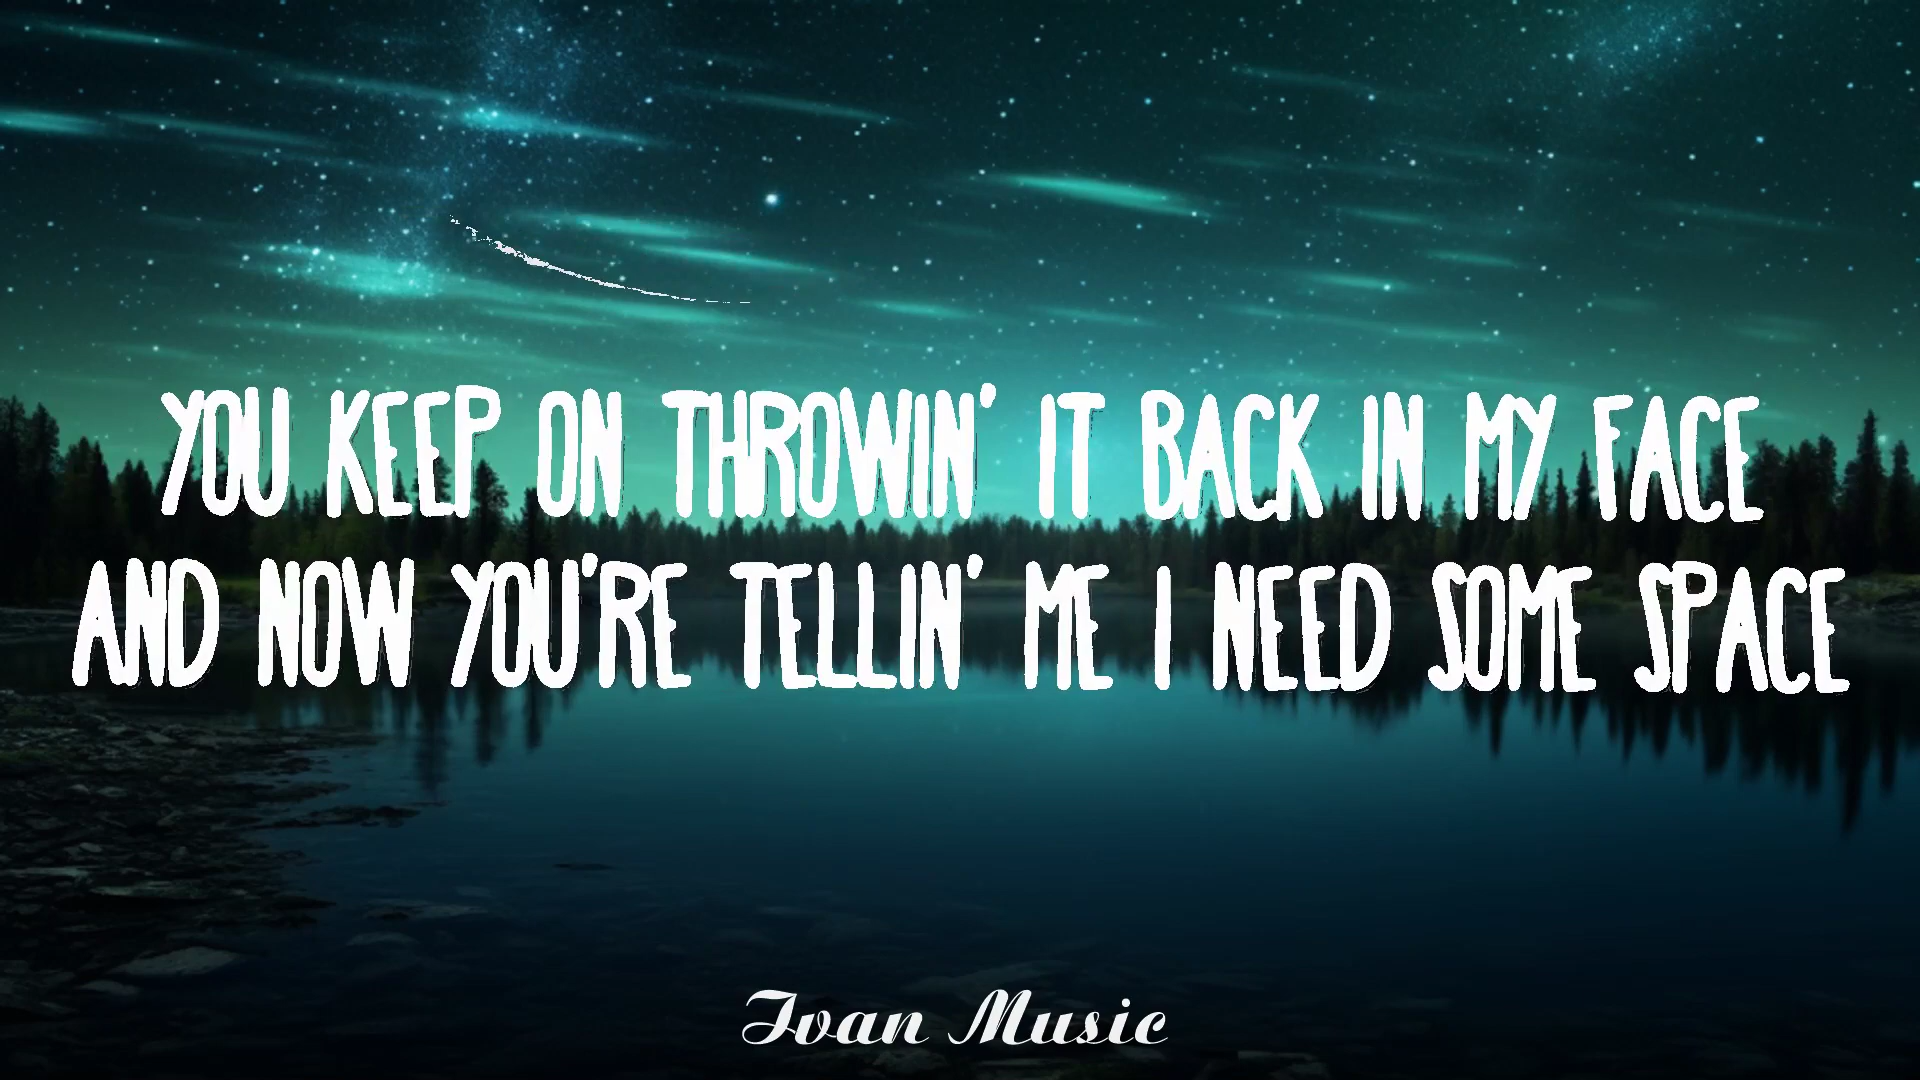 YOU KEEP ON THROWIN' IT BACK IN MY FACE
AND NOW YOU'RE TELLIN' ME I NEED SOME SPACE
Ivan Music